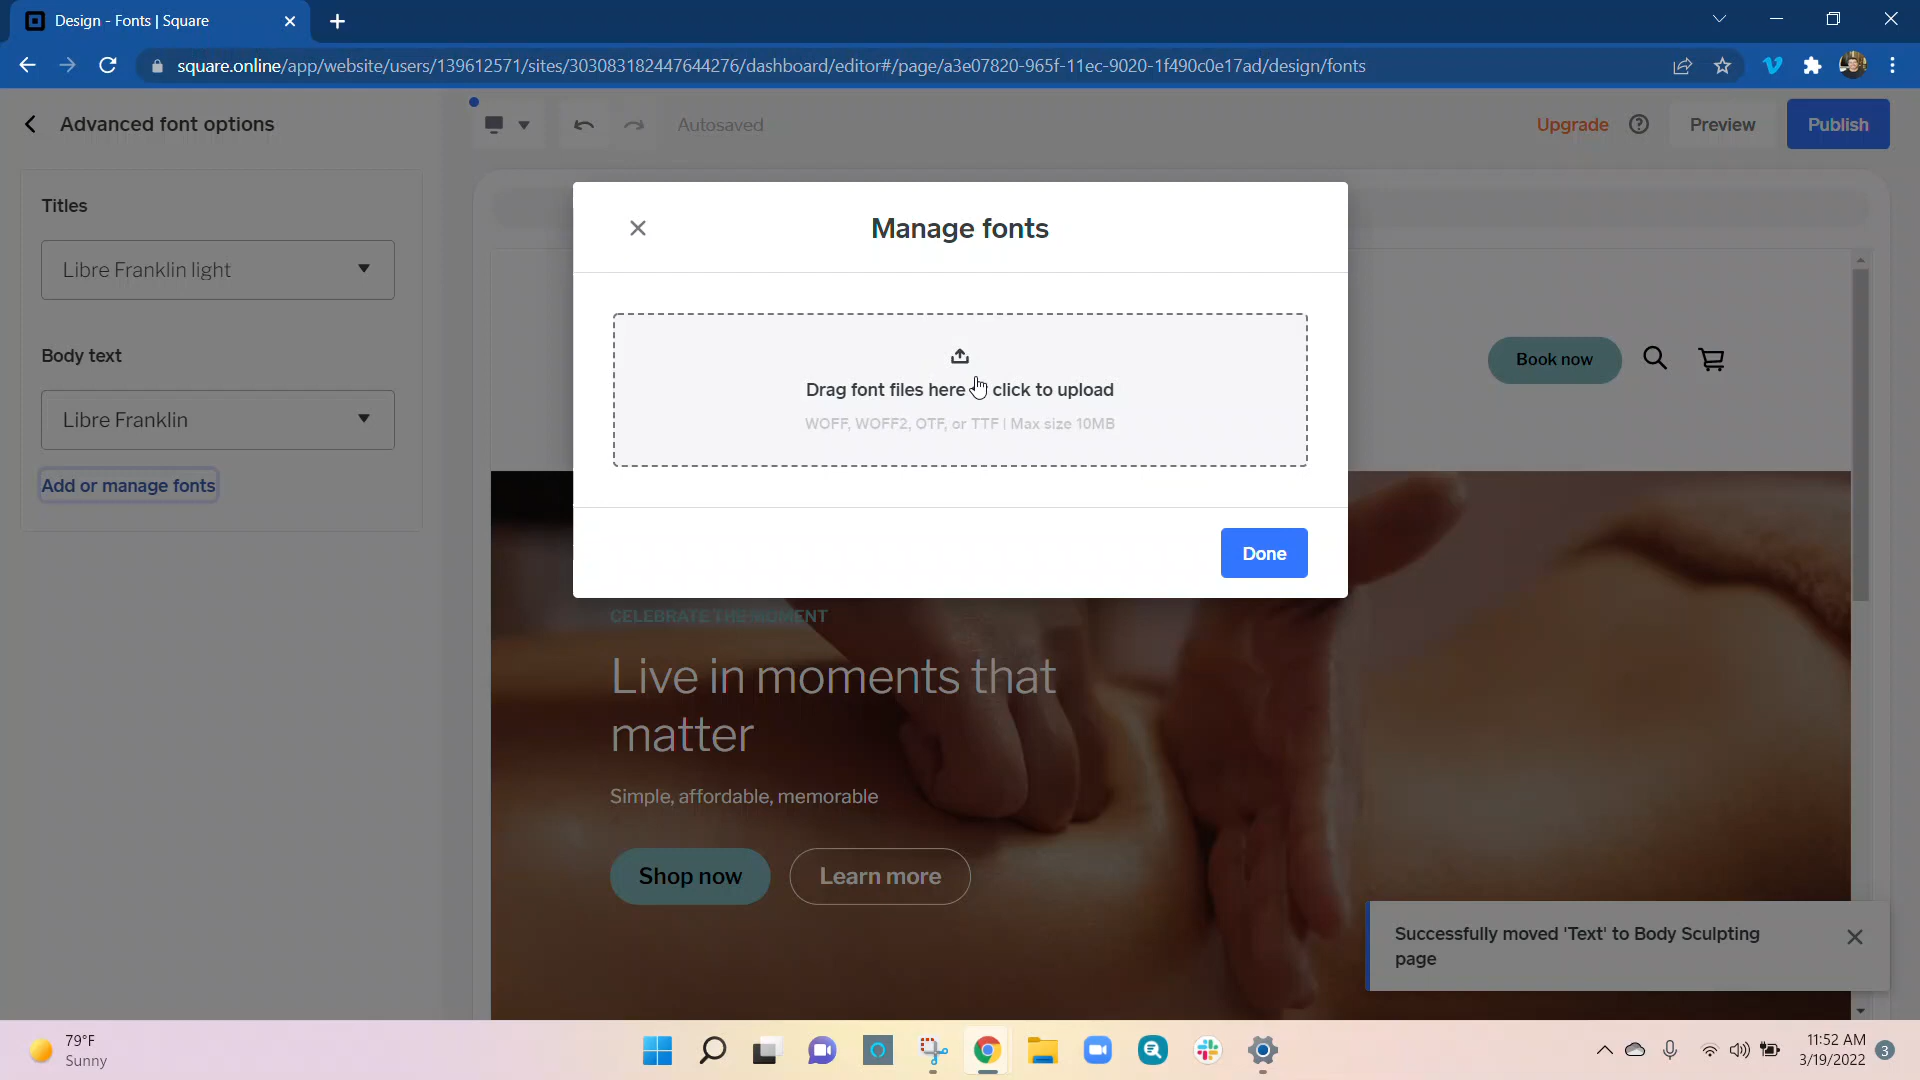 Design - Fonts | Square
square.online/app/website/users/139612571/sites/303083182447644276/dashboard/editor#/page/a3e07820-965f-11ec-9020-1f490c0e17ad/design/fonts
Advanced font options
Autosaved
Upgrade
Preview
Publish
Titles
Libre Franklin light
Body text
Libre Franklin
Add or manage fonts
Manage fonts
Drag font files here click to upload
WOFF, WOFF2, OTF, or TTF | Max size 10MB
Done
Book now
CELEBRATE THE MOMENT
Live in moments that
matter
Simple, affordable, memorable
Shop now
Learn more
Successfully moved 'Text' to Body Sculpting
page
79°F
Sunny
11:52 AM
3/19/2022
3